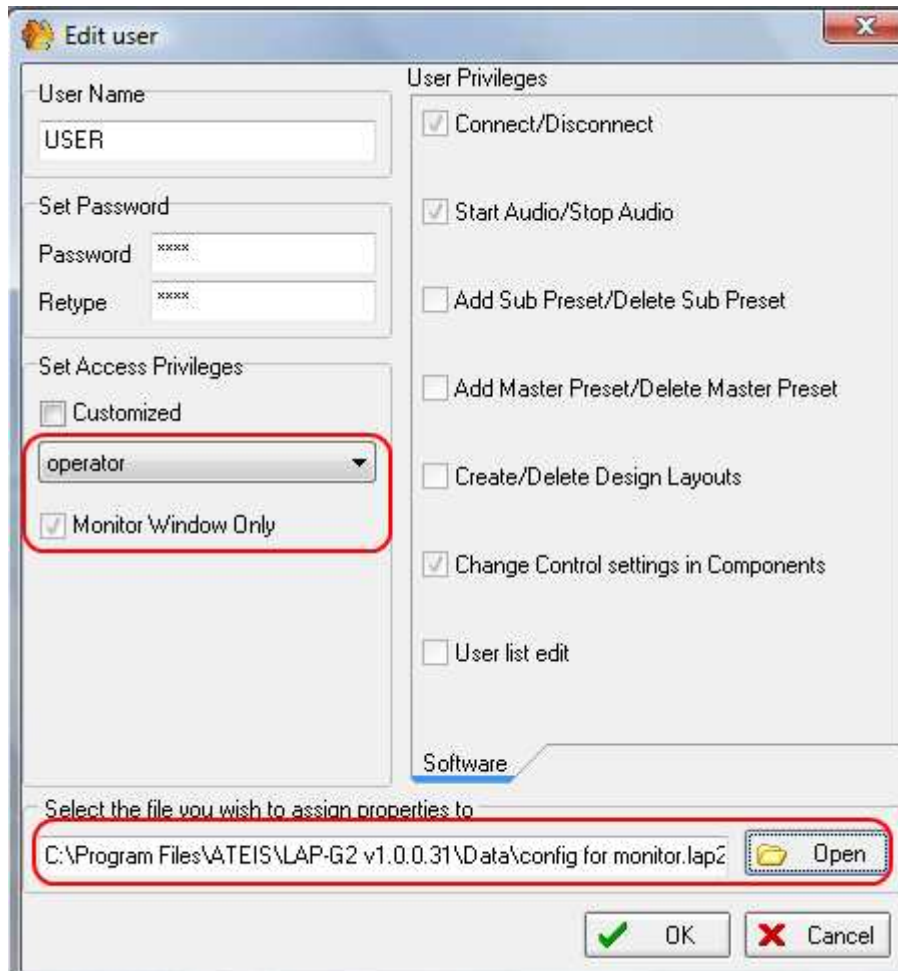 Edit user
User Name
USER
Set Password
Password ****
Retype ****
Set Access Privileges
Customized
operator
Monitor Window Only
User Privileges
Connect/Disconnect
Start Audio/Stop Audio
Add Sub Preset/Delete Sub Preset
Add Master Preset/Delete Master Preset
Create/Delete Design Layouts
Change Control settings in Components
User list edit
Software
Select the file you wish to assign properties to
C:\Program Files\ATEIS\LAP-G2 v1.0.0.31\Data\config for monitor.lap2 Open
OK Cancel